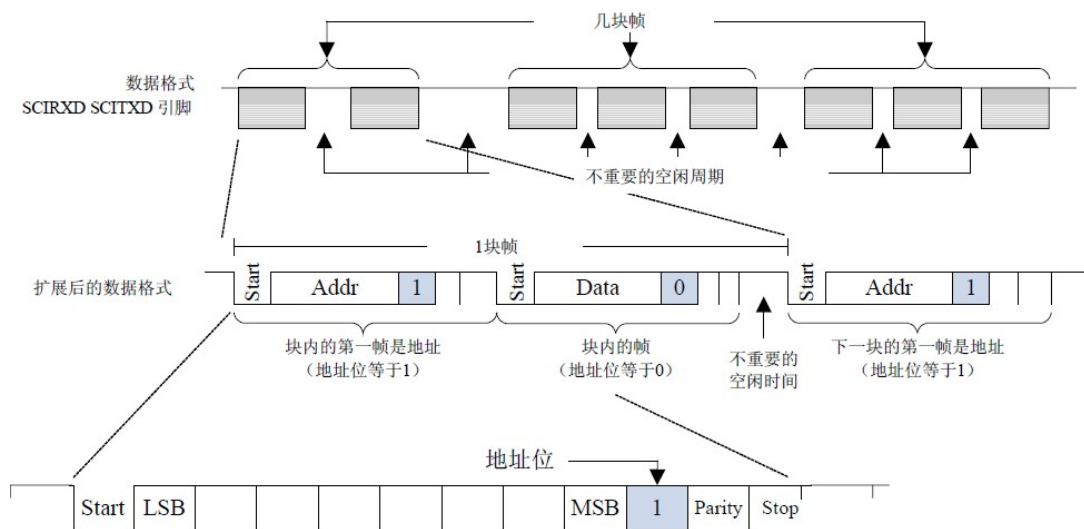 几块帧
数据格式
SCIRXD SCITXD 引脚
不重要的空闲周期
1块帧
扩展后的数据格式
Start Addr 1 Start Data 0 Start Addr 1
块内的第一帧是地址
（地址位等于1）
块内的帧
（地址位等于0）
不重要的
空闲时间
下一块的第一帧是地址
（地址位等于1）
地址位
Start LSB MSB 1 Parity Stop